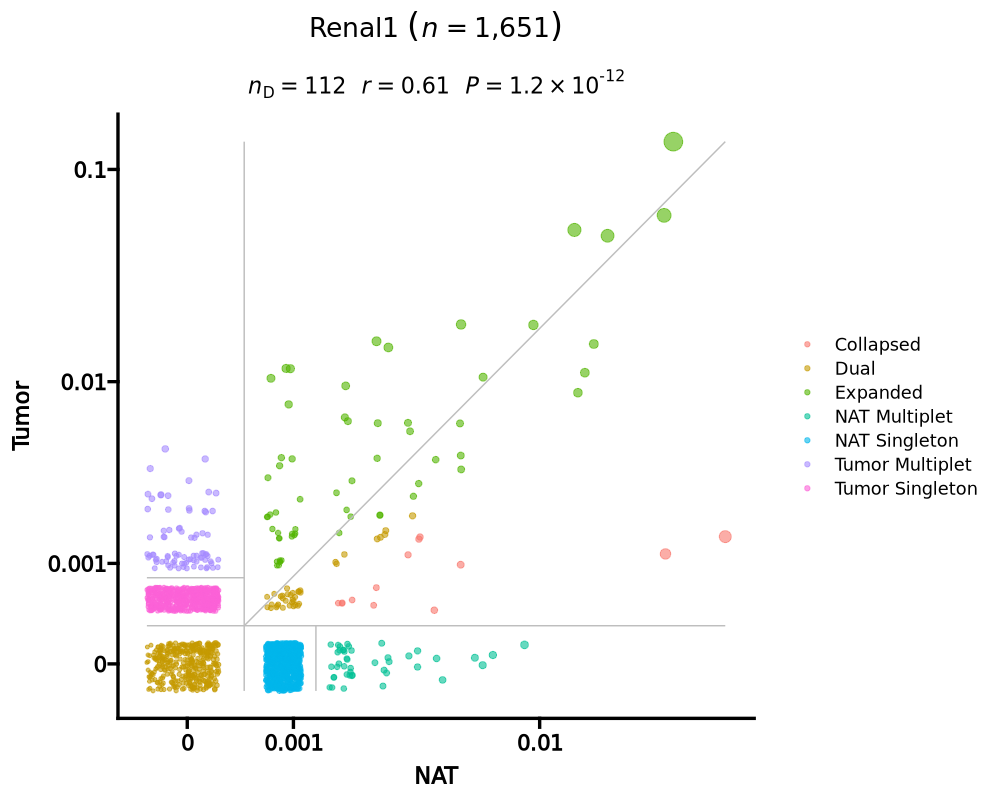 Renal1 (n = 1,651)
n_D = 112 r = 0.61 P = 1.2 × 10^-12
0.1
0.01
0.001
0
Tumor
0
0.001
0.01
NAT
Collapsed
Dual
Expanded
NAT Multiplet
NAT Singleton
Tumor Multiplet
Tumor Singleton